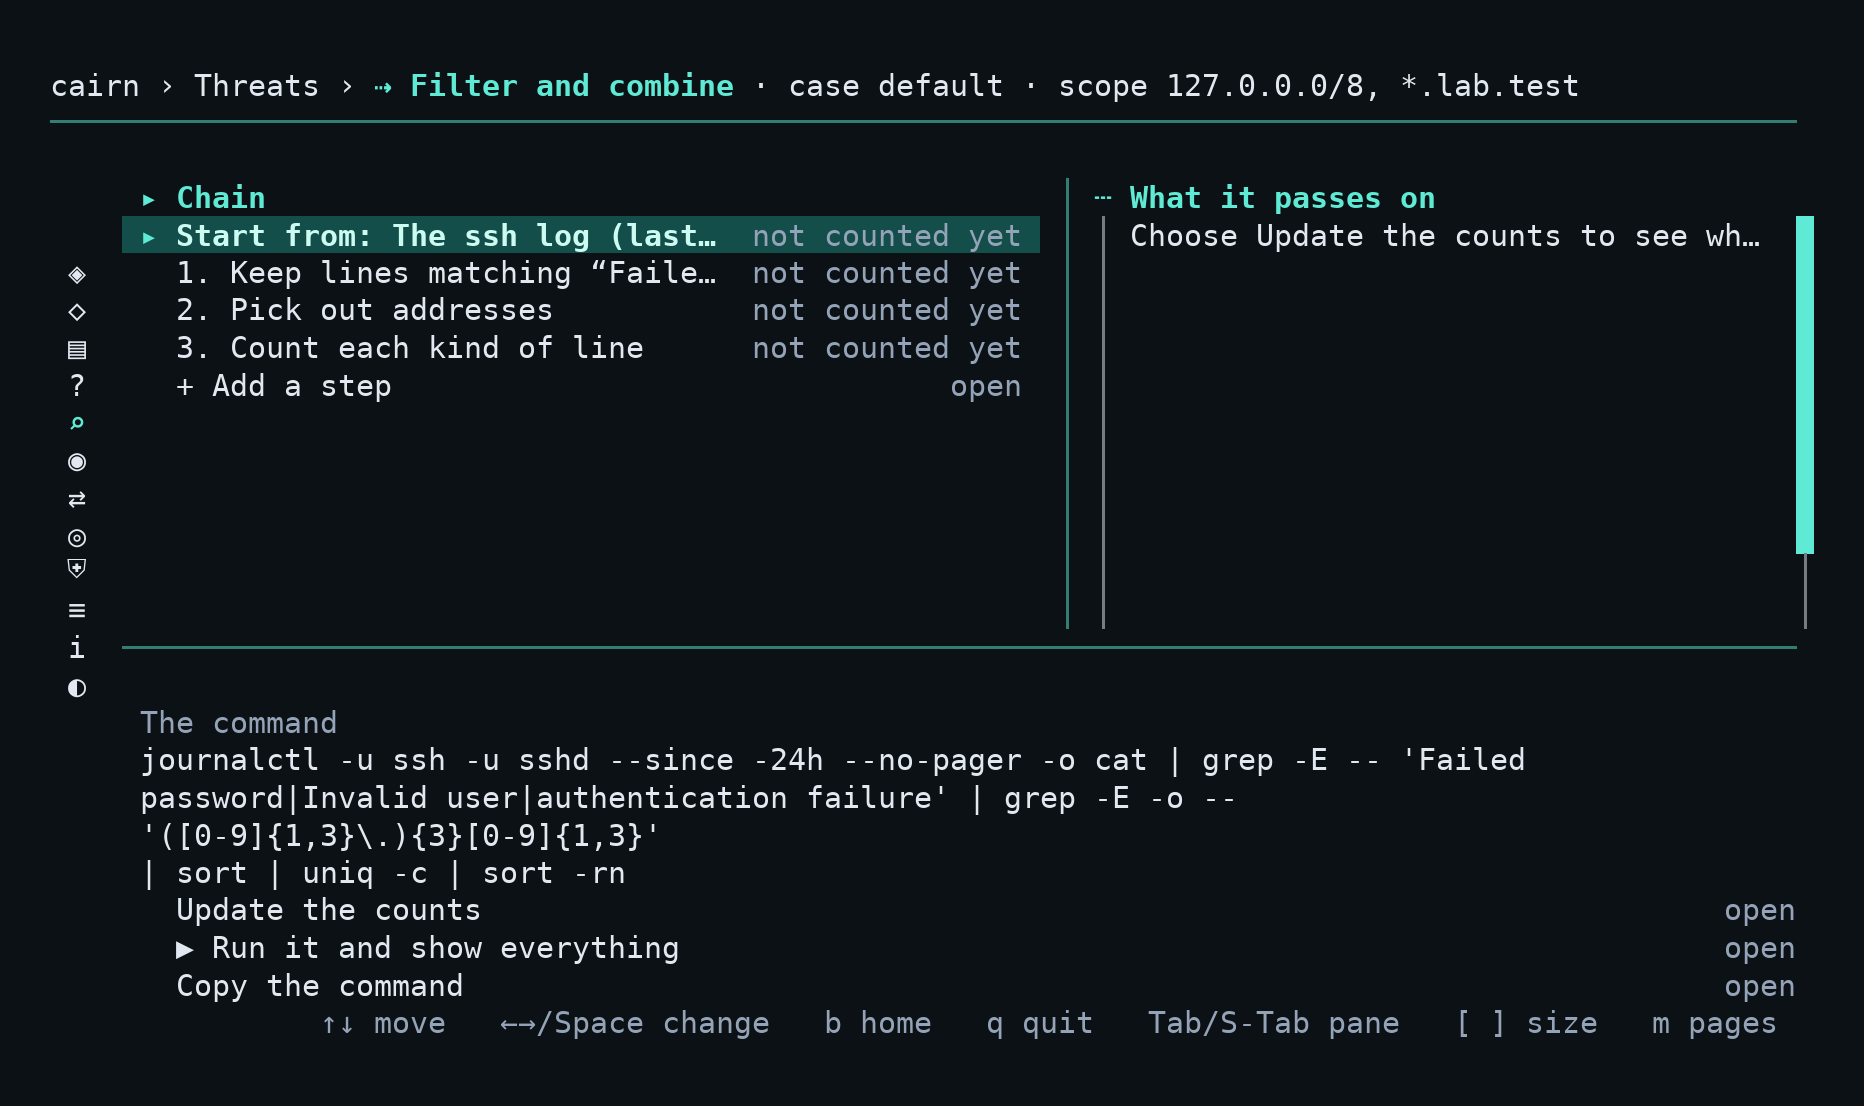 cairn › Threats › ⇢ Filter and combine · case default · scope 127.0.0.0/8, *.lab.test
▸ Chain
▸ Start from: The ssh log (last… not counted yet
1. Keep lines matching “Faile… not counted yet
2. Pick out addresses not counted yet
3. Count each kind of line not counted yet
+ Add a step open
┄ What it passes on
Choose Update the counts to see wh…
◈
◇
▤
?
⌕
◉
⇄
◎
⛨
≡
i
◐
The command
journalctl -u ssh -u sshd --since -24h --no-pager -o cat | grep -E -- 'Failed
password|Invalid user|authentication failure' | grep -E -o --
'([0-9]{1,3}\.){3}[0-9]{1,3}'
| sort | uniq -c | sort -rn
Update the counts open
▶ Run it and show everything open
Copy the command open
↑↓ move ←→/Space change b home q quit Tab/S-Tab pane [ ] size m pages